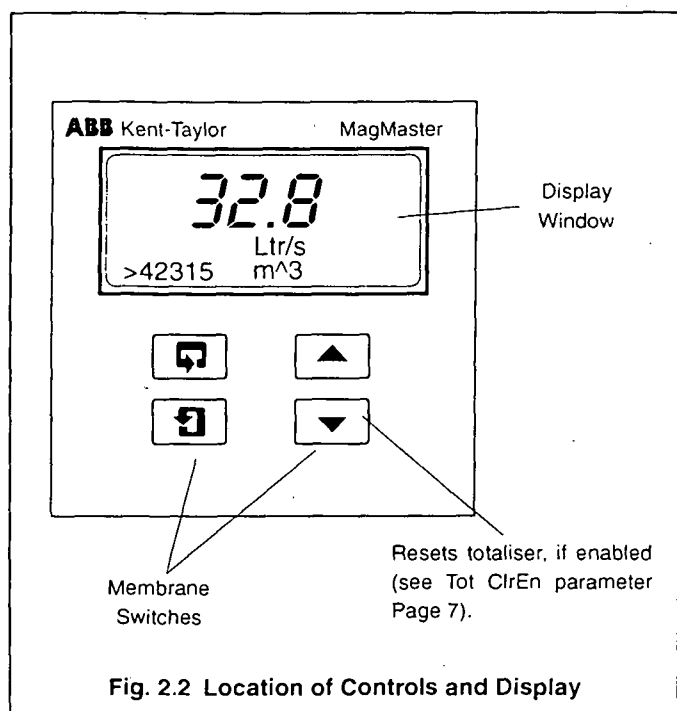 ABB Kent-Taylor MagMaster
32.8
Ltr/s
>42315 m^3
Display
Window
Membrane
Switches
Resets totaliser, if enabled
(see Tot ClrEn parameter
Page 7).
Fig. 2.2 Location of Controls and Display